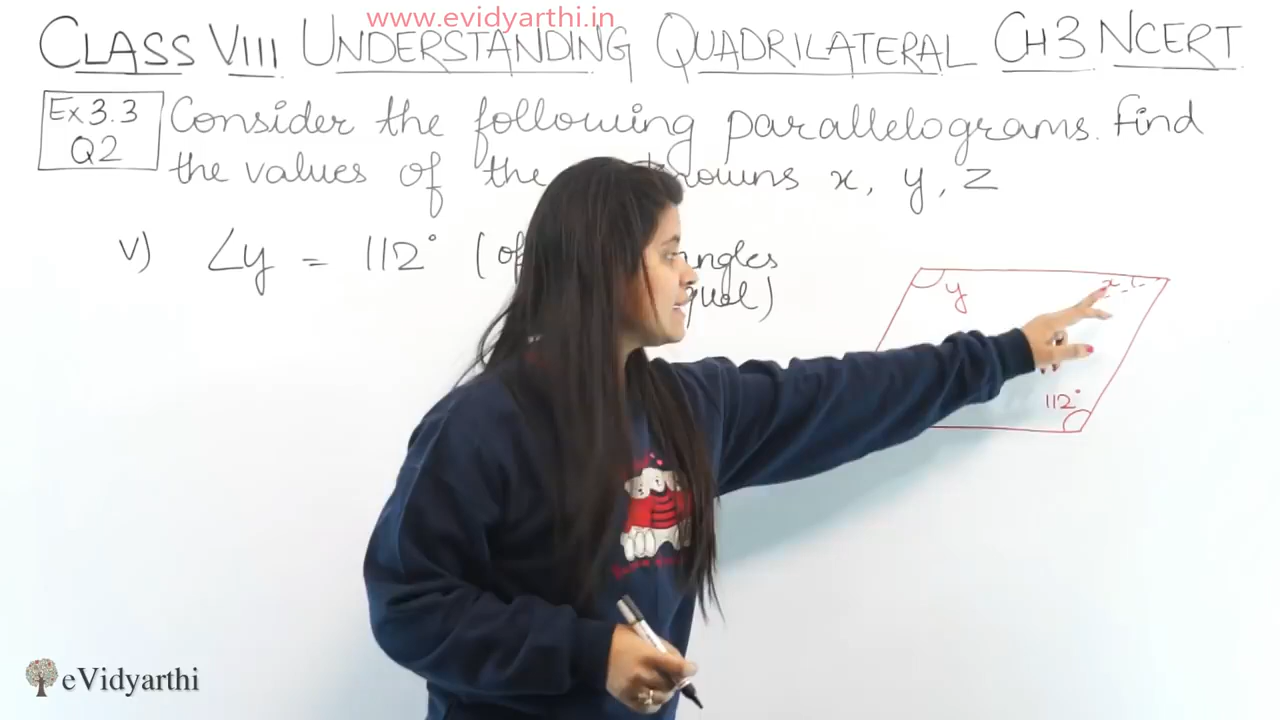 www.evidyarthi.in
CLASS VIII UNDERSTANDING QUADRILATERAL CH3 NCERT
Ex 3.3
Q2
Consider the following parallelograms. Find
the values of the x, y, z
v) ∠y = 112° (
y
x
112°
eVidyarthi